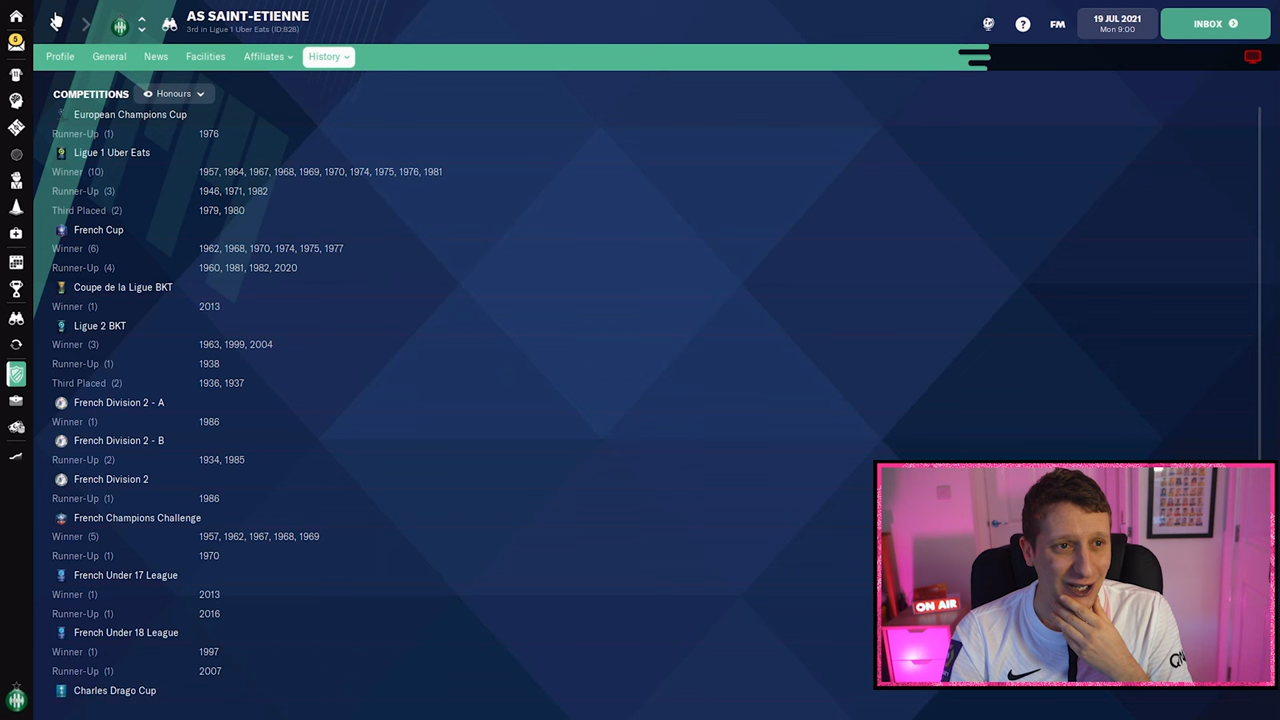 AS SAINT-ETIENNE
3rd in Ligue 1 Uber Eats (ID:828)
5
FM
19 JUL 2021
Mon 9:00
INBOX
Profile
General
News
Facilities
Affiliates
History
COMPETITIONS
Honours
European Champions Cup
Runner-Up (1) 1976
Ligue 1 Uber Eats
Winner (10) 1957, 1964, 1967, 1968, 1969, 1970, 1974, 1975, 1976, 1981
Runner-Up (3) 1946, 1971, 1982
Third Placed (2) 1979, 1980
French Cup
Winner (6) 1962, 1968, 1970, 1974, 1975, 1977
Runner-Up (4) 1960, 1981, 1982, 2020
Coupe de la Ligue BKT
Winner (1) 2013
Ligue 2 BKT
Winner (3) 1963, 1999, 2004
Runner-Up (1) 1938
Third Placed (2) 1936, 1937
French Division 2 - A
Winner (1) 1986
French Division 2 - B
Runner-Up (2) 1934, 1985
French Division 2
Runner-Up (1) 1986
French Champions Challenge
Winner (5) 1957, 1962, 1967, 1968, 1969
Runner-Up (1) 1970
French Under 17 League
Winner (1) 2013
Runner-Up (1) 2016
French Under 18 League
Winner (1) 1997
Runner-Up (1) 2007
Charles Drago Cup
ON AIR